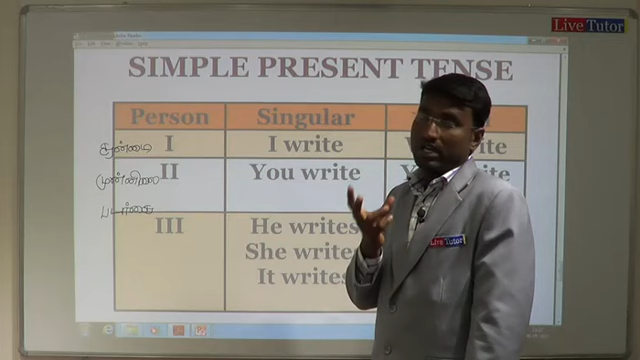 Live Tutor
SIMPLE PRESENT TENSE
Person Singular
தன்மை I I write
முன்னிலை II You write
படர்கை
III He writes
She writes
It writes
Live Tutor